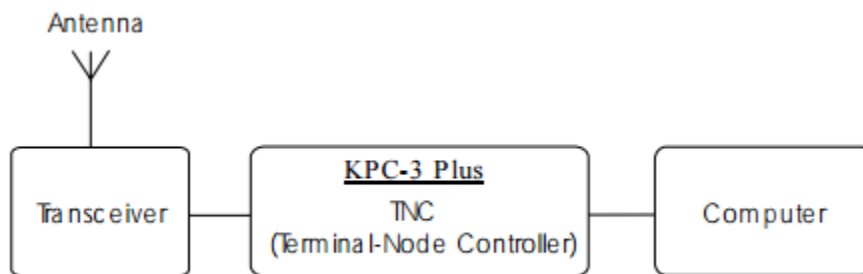 Antenna
Transceiver
KPC-3 Plus
TNC
(Terminal-Node Controller)
Computer